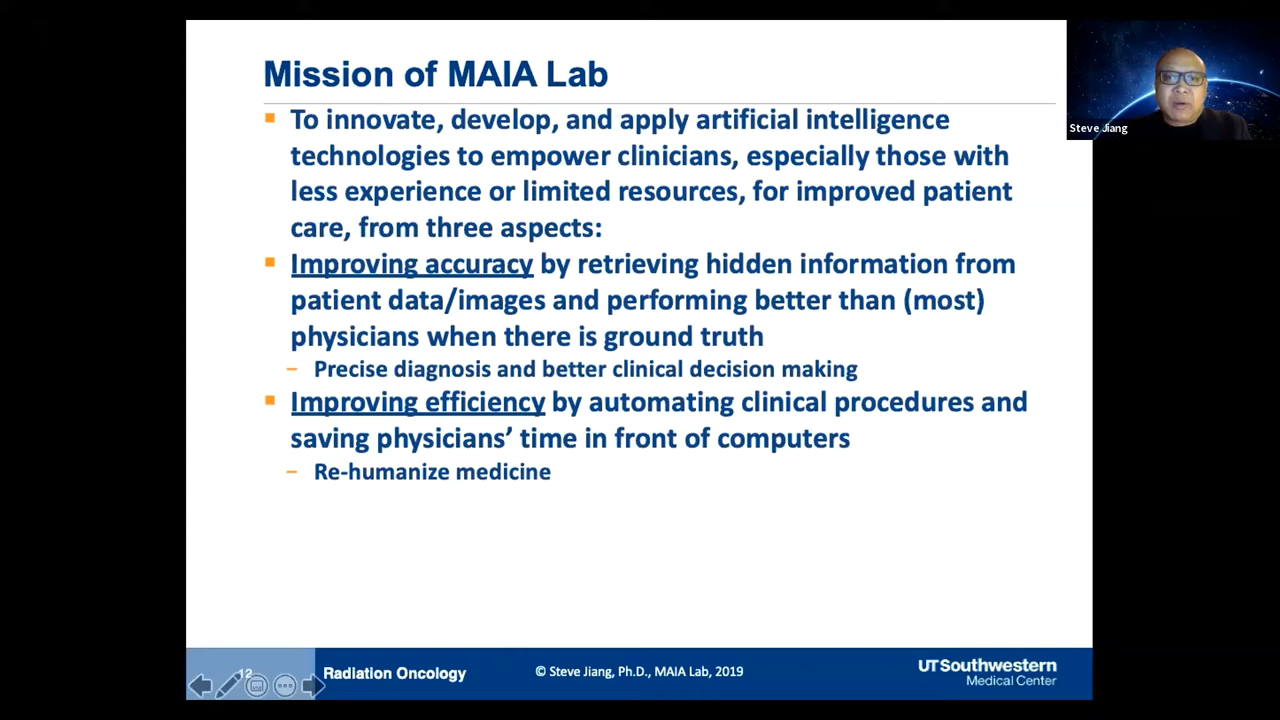 Mission of MAIA Lab
To innovate, develop, and apply artificial intelligence
technologies to empower clinicians, especially those with
less experience or limited resources, for improved patient
care, from three aspects:
Improving accuracy by retrieving hidden information from
patient data/images and performing better than (most)
physicians when there is ground truth
− Precise diagnosis and better clinical decision making
Improving efficiency by automating clinical procedures and
saving physicians’ time in front of computers
− Re-humanize medicine
Steve Jiang
12
Radiation Oncology
© Steve Jiang, Ph.D., MAIA Lab, 2019
UTSouthwestern
Medical Center